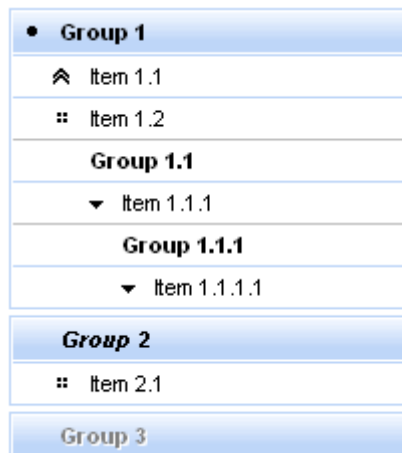 Group 1
Item 1.1
Item 1.2
Group 1.1
Item 1.1.1
Group 1.1.1
Item 1.1.1.1
Group 2
Item 2.1
Group 3